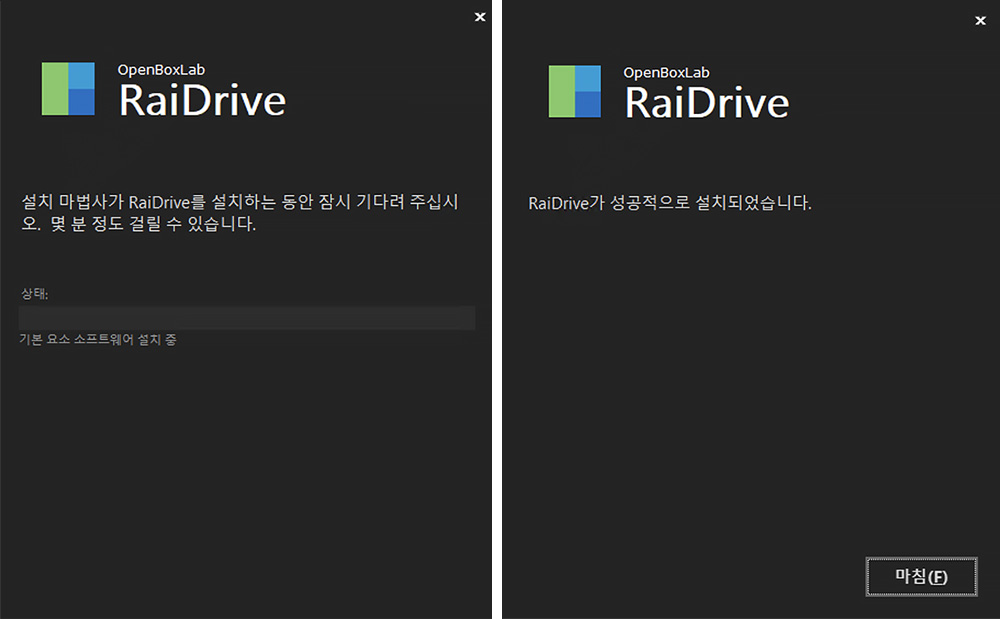 OpenBoxLab
RaiDrive
설치 마법사가 RaiDrive를 설치하는 동안 잠시 기다려 주십시
오. 몇 분 정도 걸릴 수 있습니다.
상태:
기본 요소 소프트웨어 설치 중
OpenBoxLab
RaiDrive
RaiDrive가 성공적으로 설치되었습니다.
마침(F)